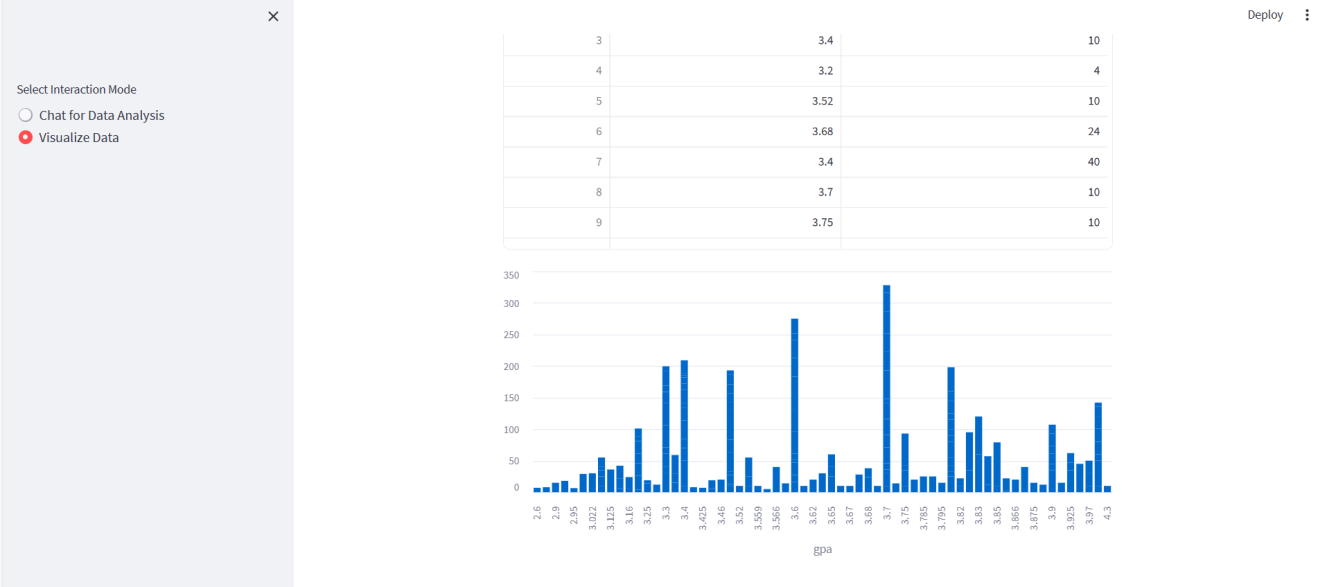 Deploy
Select Interaction Mode
Chat for Data Analysis
Visualize Data
3 3.4 10
4 3.2 4
5 3.52 10
6 3.68 24
7 3.4 40
8 3.7 10
9 3.75 10
350
300
250
200
150
100
50
0
2.6 2.9 2.95 3.022 3.125 3.16 3.25 3.3 3.4 3.425 3.46 3.52 3.559 3.566 3.6 3.62 3.65 3.67 3.68 3.7 3.75 3.785 3.795 3.82 3.83 3.85 3.866 3.875 3.9 3.925 3.97 4.3
gpa